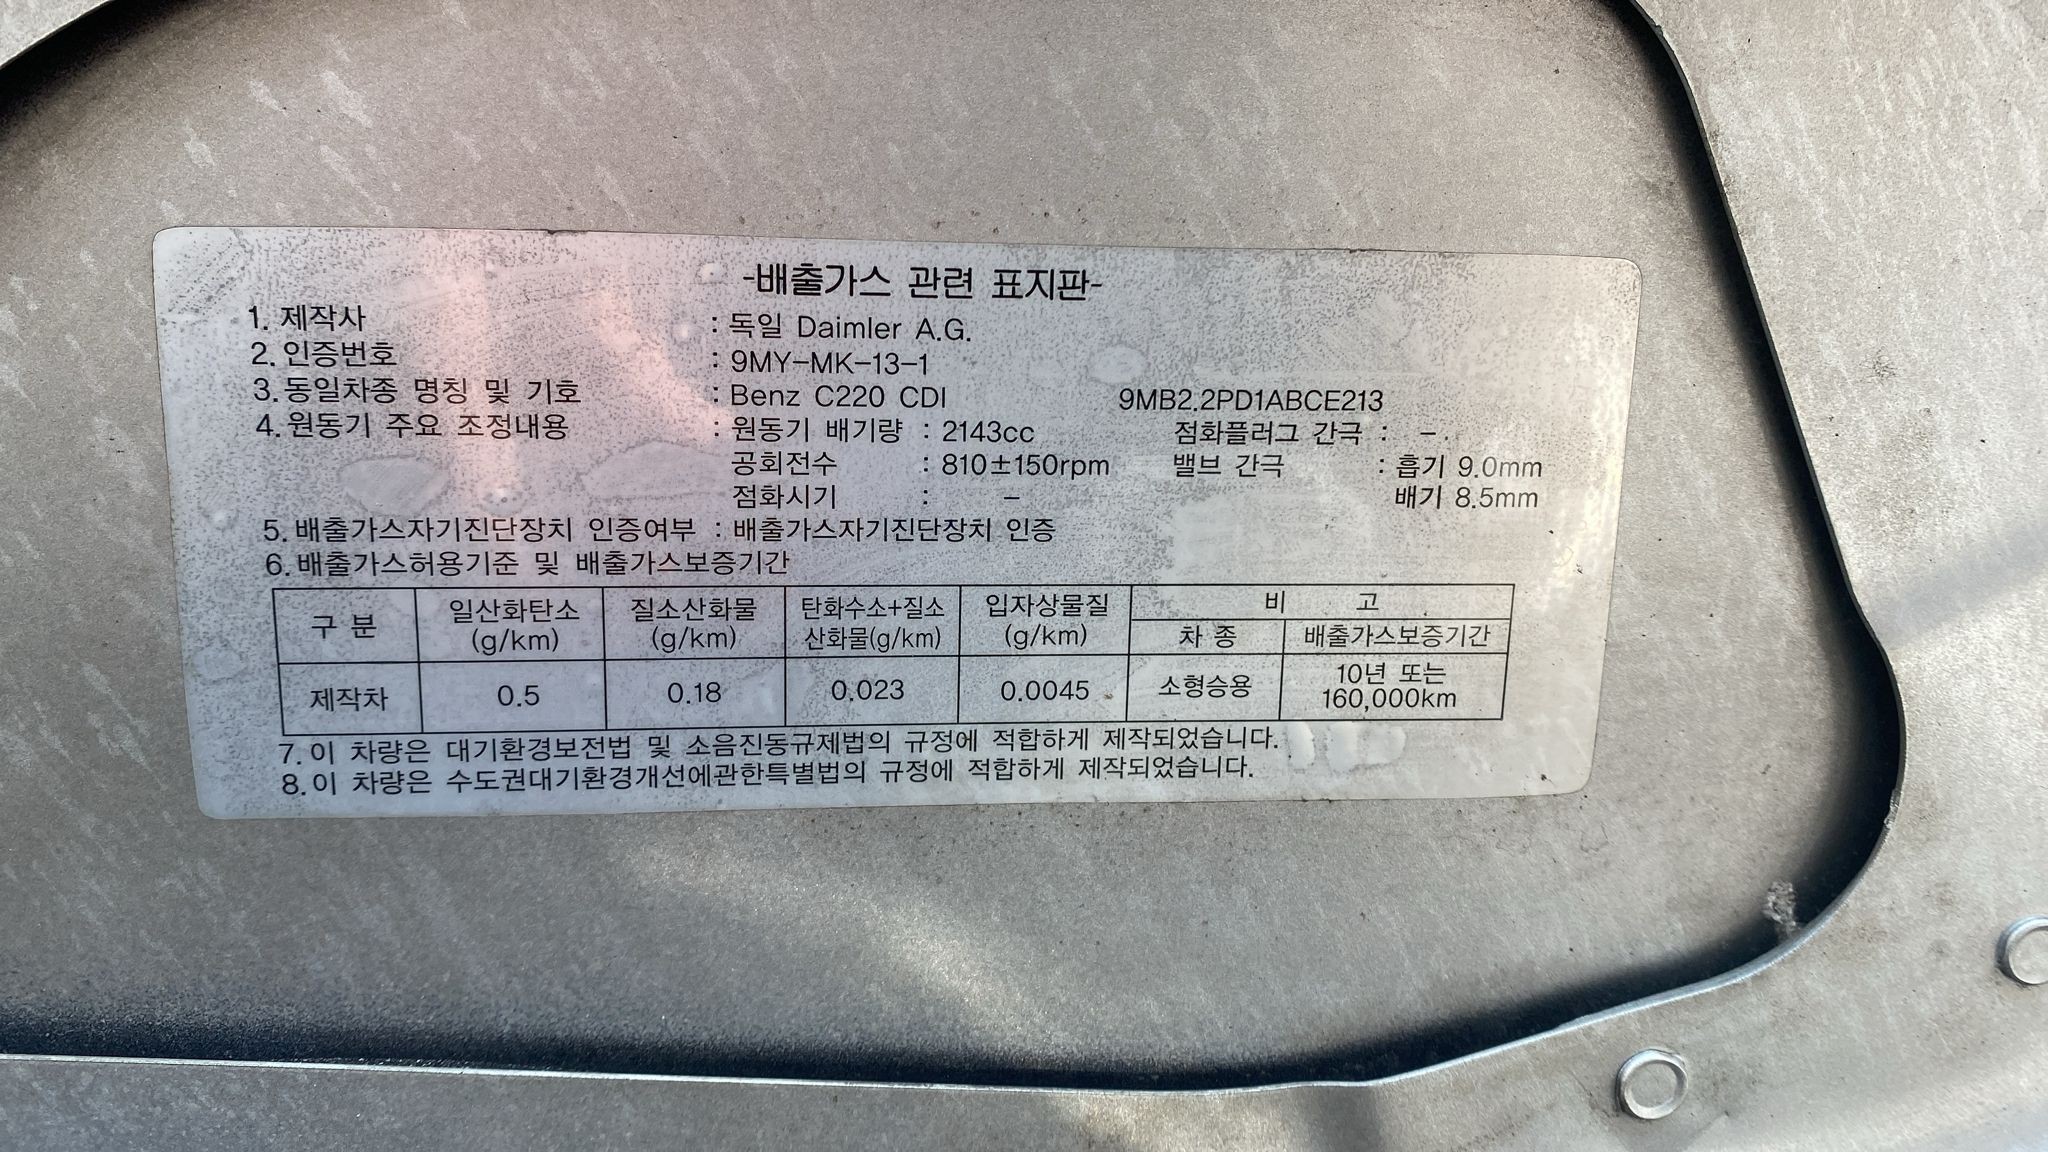 -배출가스 관련 표지판-
1. 제작사 : 독일 Daimler A.G.
2. 인증번호 : 9MY-MK-13-1
3. 동일차종 명칭 및 기호 : Benz C220 CDI 9MB2.2PD1ABCE213
4. 원동기 주요 조정내용 : 원동기 배기량 : 2143cc 점화플러그 간극 : -.
공회전수 : 810±150rpm 밸브 간극 : 흡기 9.0mm
점화시기 : - 배기 8.5mm
5. 배출가스자기진단장치 인증여부 : 배출가스자기진단장치 인증
6. 배출가스허용기준 및 배출가스보증기간
구 분 일산화탄소 (g/km) 질소산화물 (g/km) 탄화수소+질소산화물(g/km) 입자상물질 (g/km) 비 고
차 종 배출가스보증기간
제작차 0.5 0.18 0.023 0.0045 소형승용 10년 또는 160,000km
7. 이 차량은 대기환경보전법 및 소음진동규제법의 규정에 적합하게 제작되었습니다.
8. 이 차량은 수도권대기환경개선에관한특별법의 규정에 적합하게 제작되었습니다.